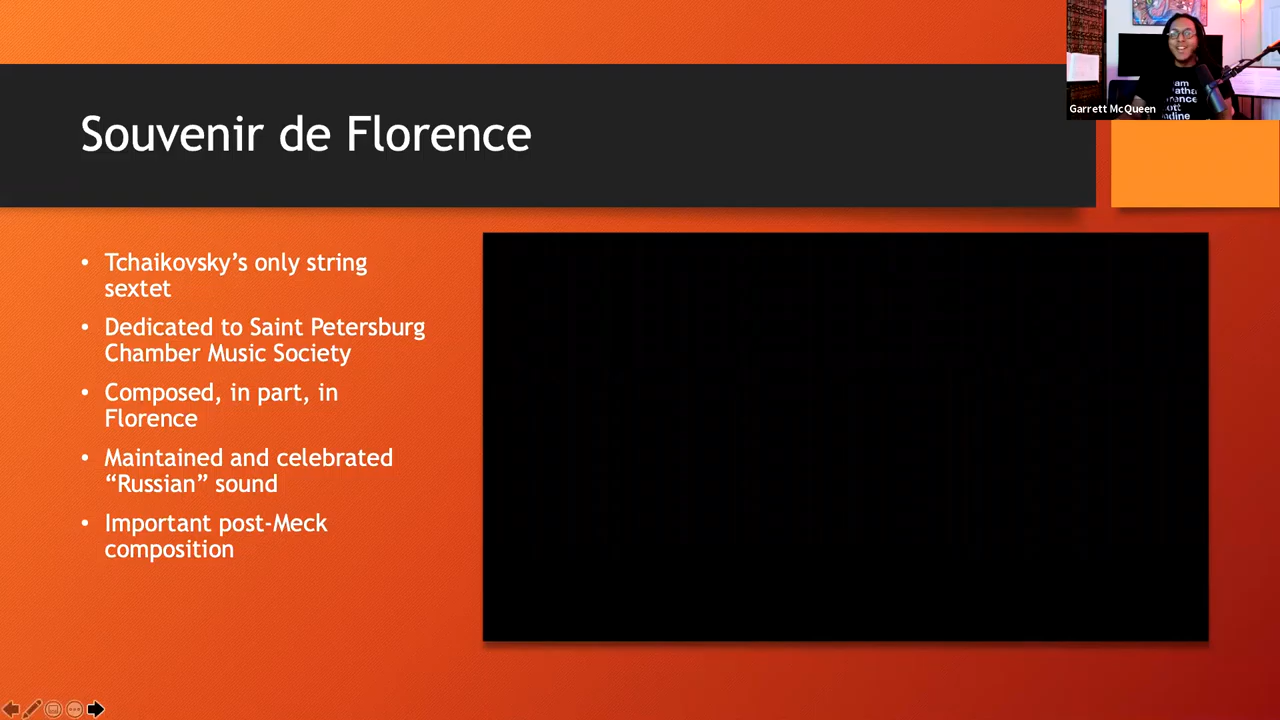 Souvenir de Florence
Garrett McQueen
• Tchaikovsky’s only string
sextet
• Dedicated to Saint Petersburg
Chamber Music Society
• Composed, in part, in
Florence
• Maintained and celebrated
“Russian” sound
• Important post-Meck
composition